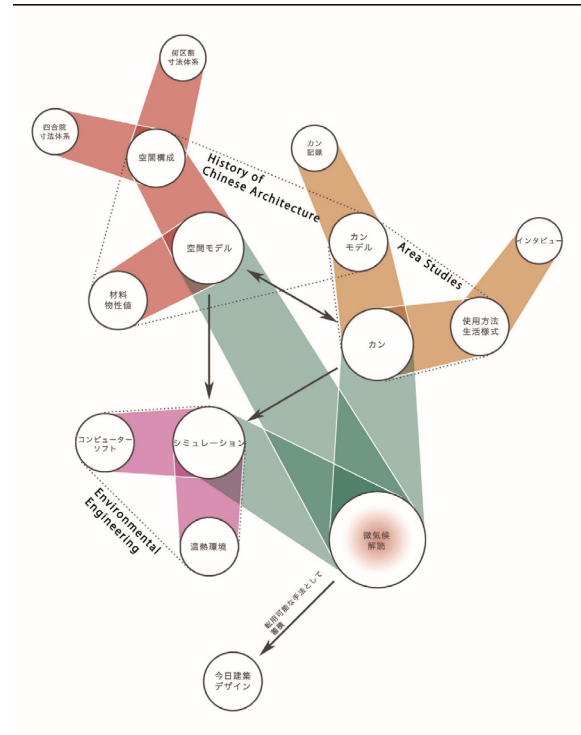 街区割
寸法体系
四合院
寸法体系
空間構成
カン
記録
History of
Chinese Architecture
カン
モデル
Area Studies
インタビュー
空間モデル
材料
物性値
カン
使用方法
生活様式
コンピューター
ソフト
シミュレーション
Environmental
Engineering
温熱環境
微気候
解読
転用可能な手法として
蓄積
今日建築
デザイン